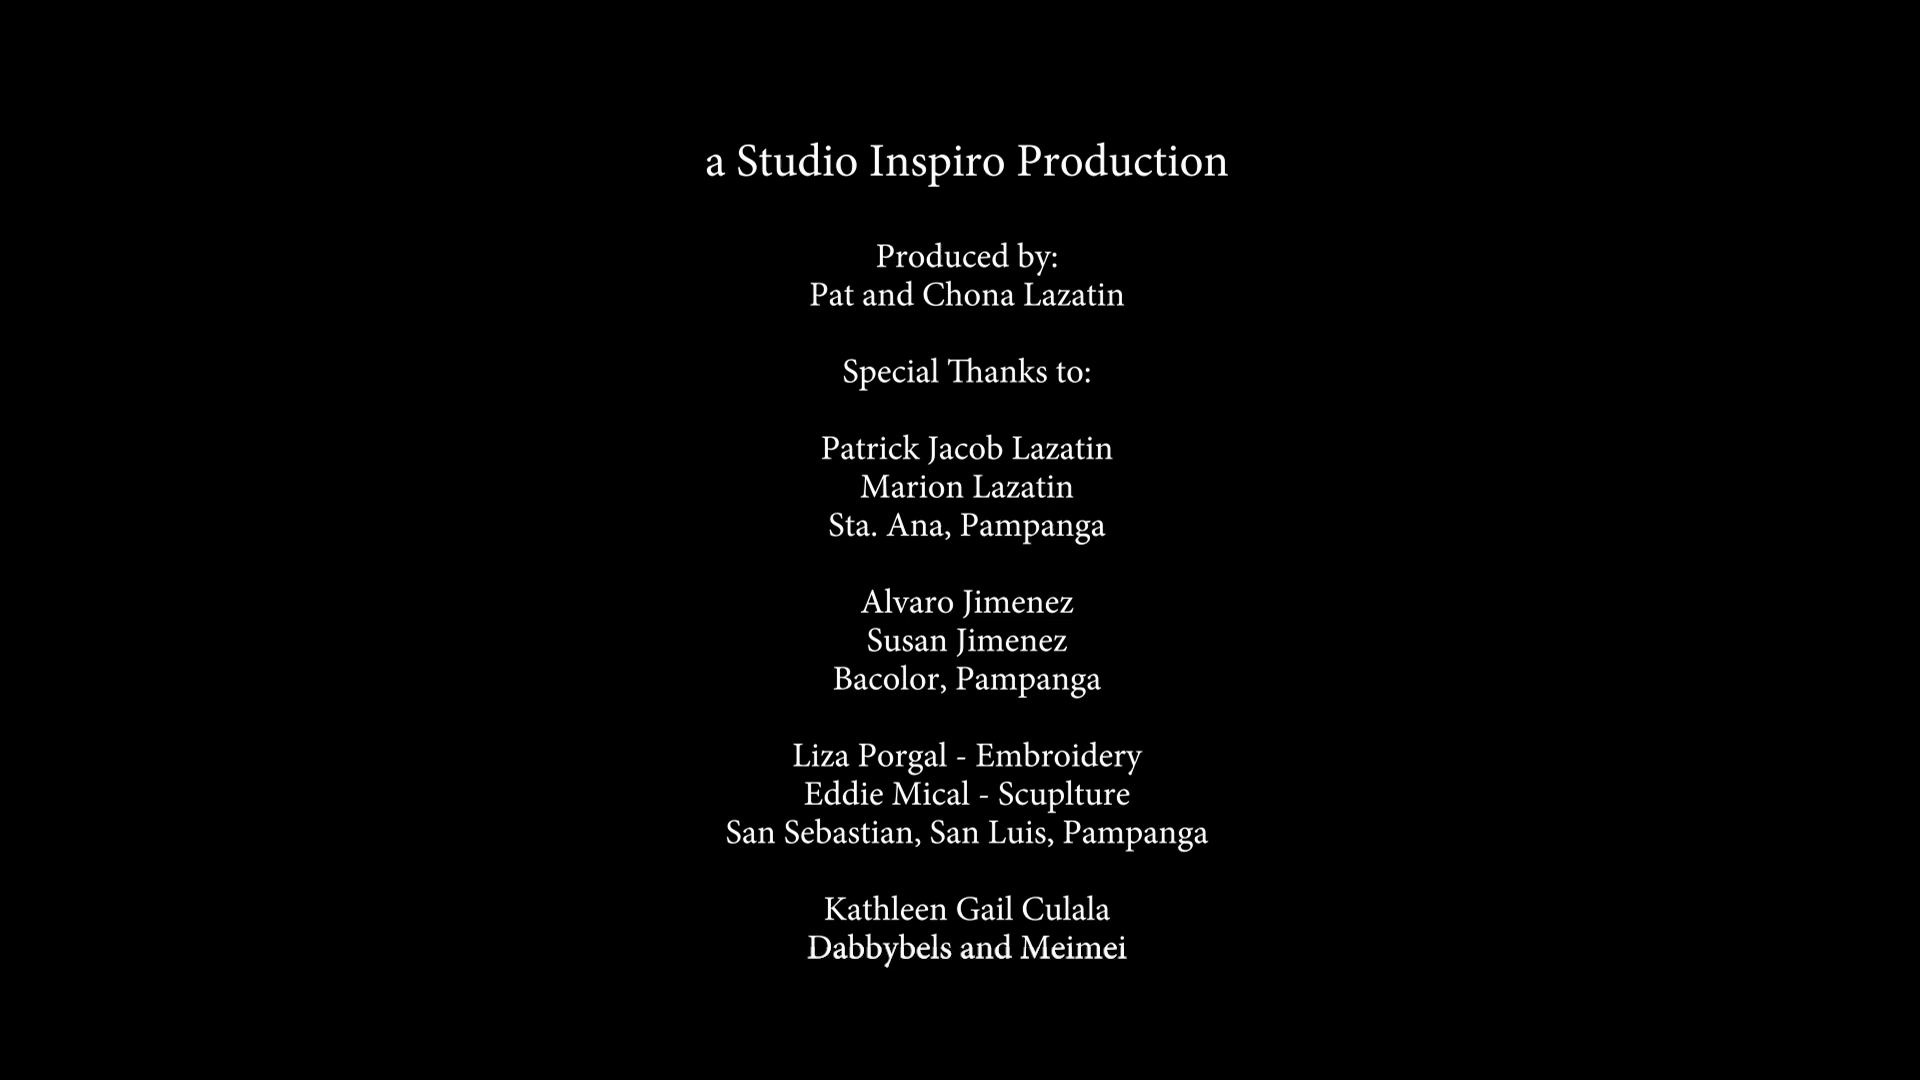 a Studio Inspiro Production
Produced by:
Pat and Chona Lazatin
Special Thanks to:
Patrick Jacob Lazatin
Marion Lazatin
Sta. Ana, Pampanga
Alvaro Jimenez
Susan Jimenez
Bacolor, Pampanga
Liza Porgal - Embroidery
Eddie Mical - Scuplture
San Sebastian, San Luis, Pampanga
Kathleen Gail Culala
Dabbybels and Meimei